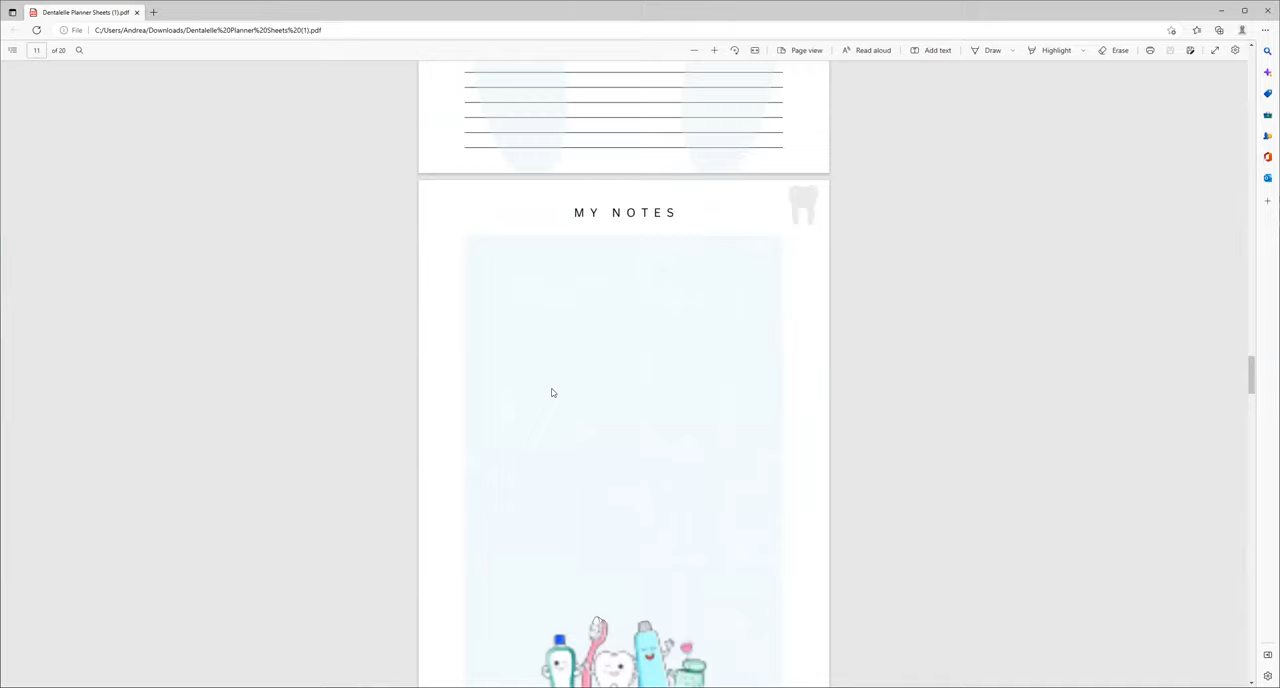 Dentalelle Planner Sheets (1).pdf
File
C:/Users/Andrea/Downloads/Dentalelle%20Planner%20Sheets%20(1).pdf
11 of 20
Page view
Read aloud
Add text
Draw
Highlight
Erase
MY NOTES